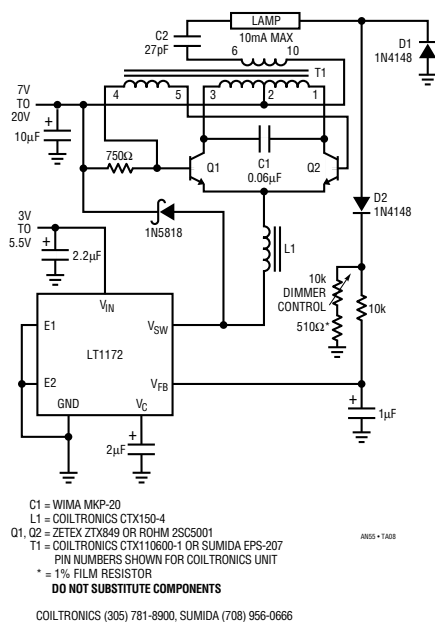 LAMP
10mA MAX
C2
27pF
D1
1N4148
6
10
T1
4
5
3
2
1
7V
TO
20V
10µF
750Ω
Q1
C1
0.06µF
Q2
1N5818
D2
1N4148
3V
TO
5.5V
2.2µF
L1
10k
DIMMER
CONTROL
510Ω*
10k
VIN
E1
VSW
LT1172
E2
VFB
GND
VC
1µF
2µF
C1 = WIMA MKP-20
L1 = COILTRONICS CTX150-4
Q1, Q2 = ZETEX ZTX849 OR ROHM 2SC5001
T1 = COILTRONICS CTX110600-1 OR SUMIDA EPS-207
PIN NUMBERS SHOWN FOR COILTRONICS UNIT
* = 1% FILM RESISTOR
DO NOT SUBSTITUTE COMPONENTS
AN55 • TA08
COILTRONICS (305) 781-8900, SUMIDA (708) 956-0666